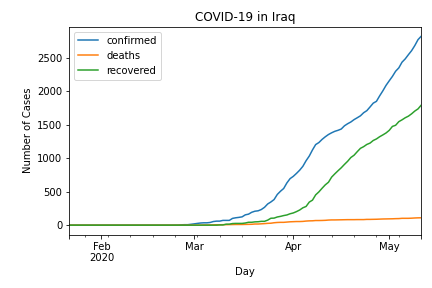 COVID-19 in Iraq
confirmed
deaths
recovered
Number of Cases
2500
2000
1500
1000
500
0
Feb
2020
Mar
Apr
May
Day